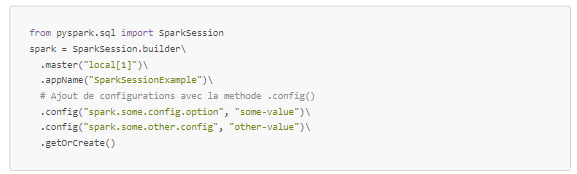 from pyspark.sql import SparkSession
spark = SparkSession.builder\
  .master("local[1]")\
  .appName("SparkSessionExample")\
  # Ajout de configurations avec la methode .config()
  .config("spark.some.config.option", "some-value")\
  .config("spark.some.other.config", "other-value")\
  .getOrCreate()